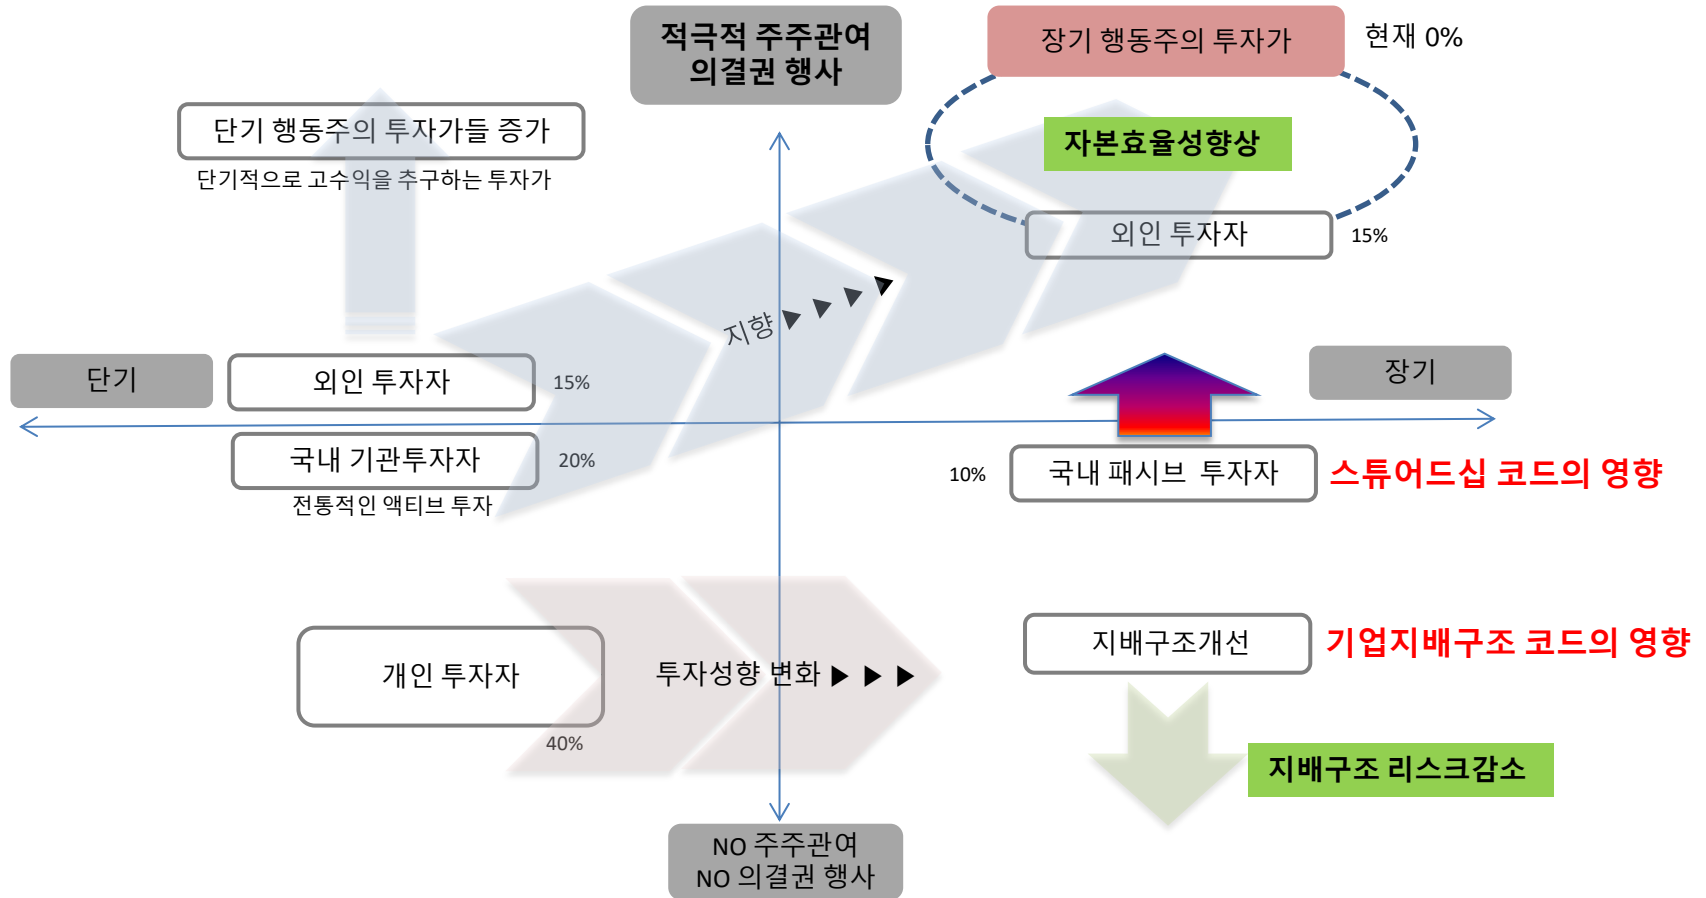 적극적 주주관여
의결권 행사
장기 행동주의 투자가
현재 0%
단기 행동주의 투자가들 증가
단기적으로 고수익을 추구하는 투자가
자본효율성향상
외인 투자자
15%
지향 ▶ ▶ ▶ ▶
단기
외인 투자자
15%
장기
국내 기관투자자
20%
전통적인 액티브 투자
10%
국내 패시브 투자자
스튜어드십 코드의 영향
개인 투자자
40%
투자성향 변화 ▶ ▶ ▶
지배구조개선
기업지배구조 코드의 영향
지배구조 리스크감소
NO 주주관여
NO 의결권 행사